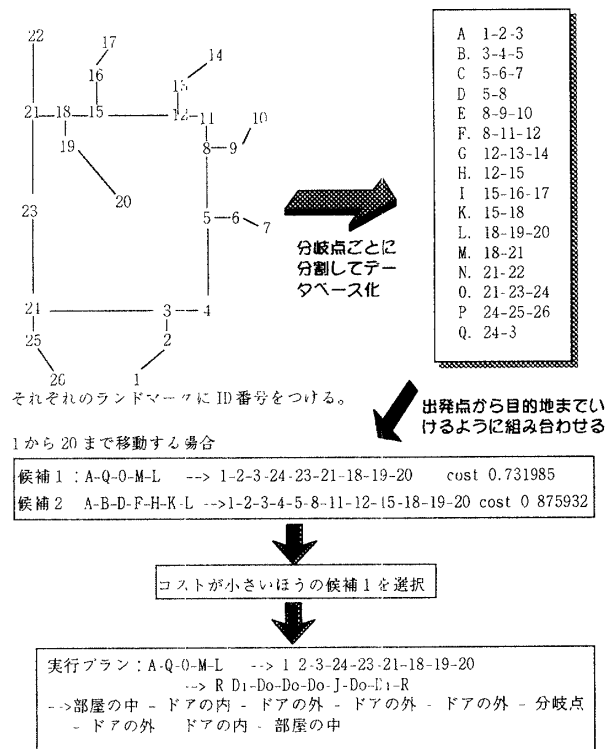 22
17
14
16
13
21
18
15
12
11
10
19
8
9
20
23
5
6
7
21
3
4
25
2
26
1
それぞれのランドマークに ID番号をつける。
A 1-2-3
B. 3-4-5
C 5-6-7
D 5-8
E 8-9-10
F. 8-11-12
G 12-13-14
H. 12-15
I 15-16-17
K. 15-18
L. 18-19-20
M. 18-21
N. 21-22
O. 21-23-24
P 24-25-26
Q. 24-3
分岐点ごとに
分割してデー
タベース化
出発点から目的地までい
けるように組み合わせる
1から 20 まで移動する場合
候補1:A-Q-O-M-L --> 1-2-3-24-23-21-18-19-20 cost 0.731985
候補2 A-B-D-F-H-K-L -->1-2-3-4-5-8-11-12-15-18-19-20 cost 0 875932
コストが小さいほうの候補1を選択
実行プラン:A-Q-O-M-L --> 1 2-3-24-23-21-18-19-20
--> R Di-Do-Do-Do-J-Do-Di-R
-->部屋の中 - ドアの内 - ドアの外 - ドアの外 - ドアの外 - 分岐点
- ドアの外 ドアの内 - 部屋の中